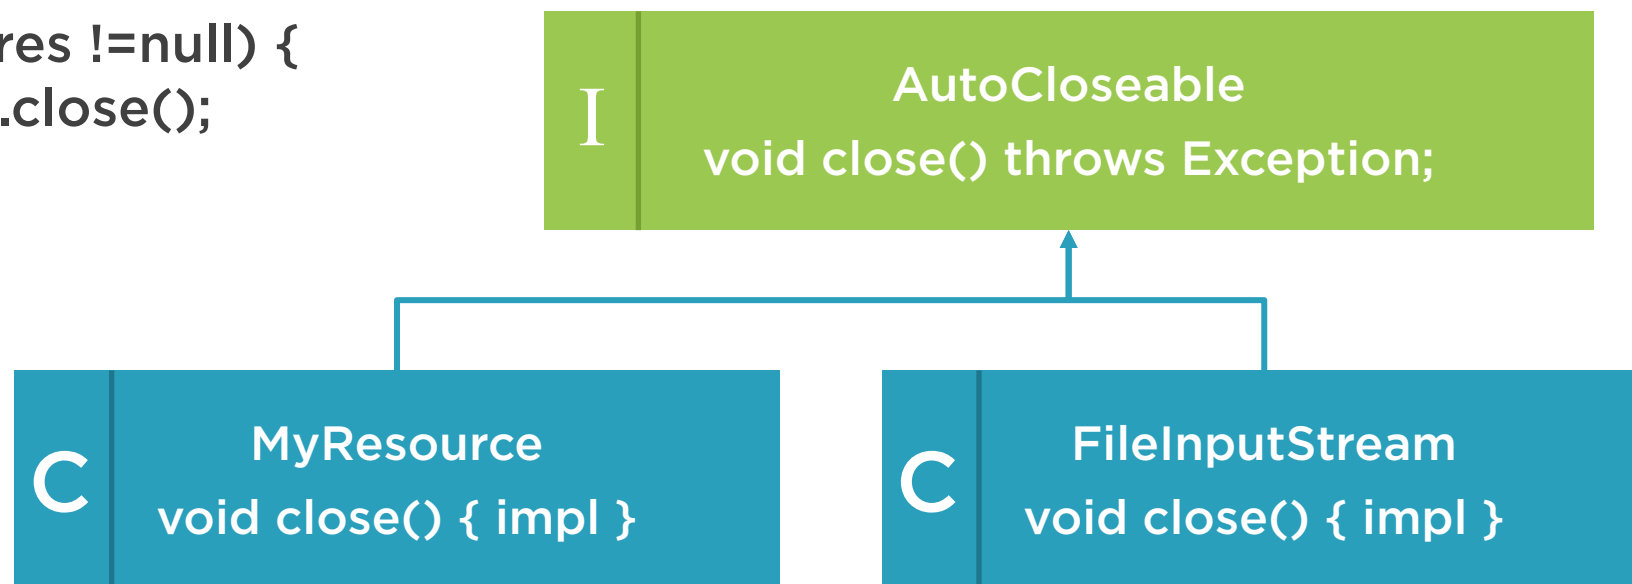 res !=null) {
.close();
I
AutoCloseable
void close() throws Exception;
C
MyResource
void close() { impl }
C
FileInputStream
void close() { impl }